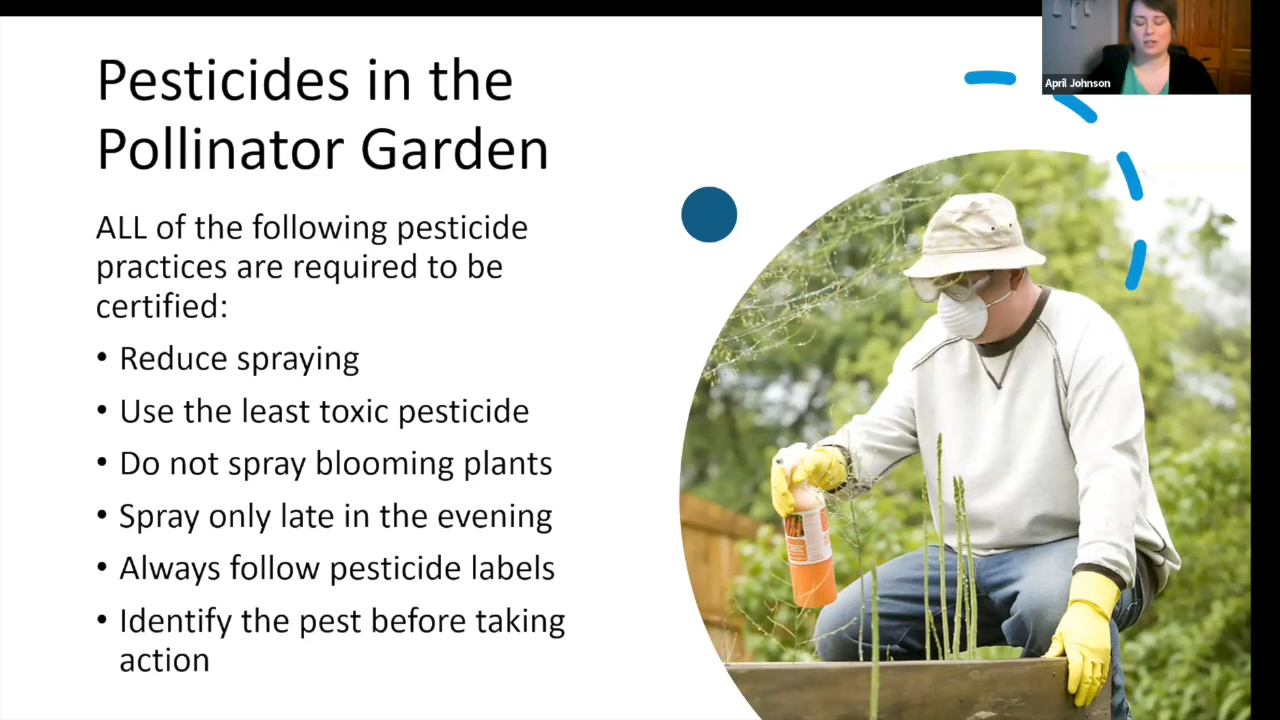 Pesticides in the
Pollinator Garden
April Johnson
ALL of the following pesticide
practices are required to be
certified:
• Reduce spraying
• Use the least toxic pesticide
• Do not spray blooming plants
• Spray only late in the evening
• Always follow pesticide labels
• Identify the pest before taking
action